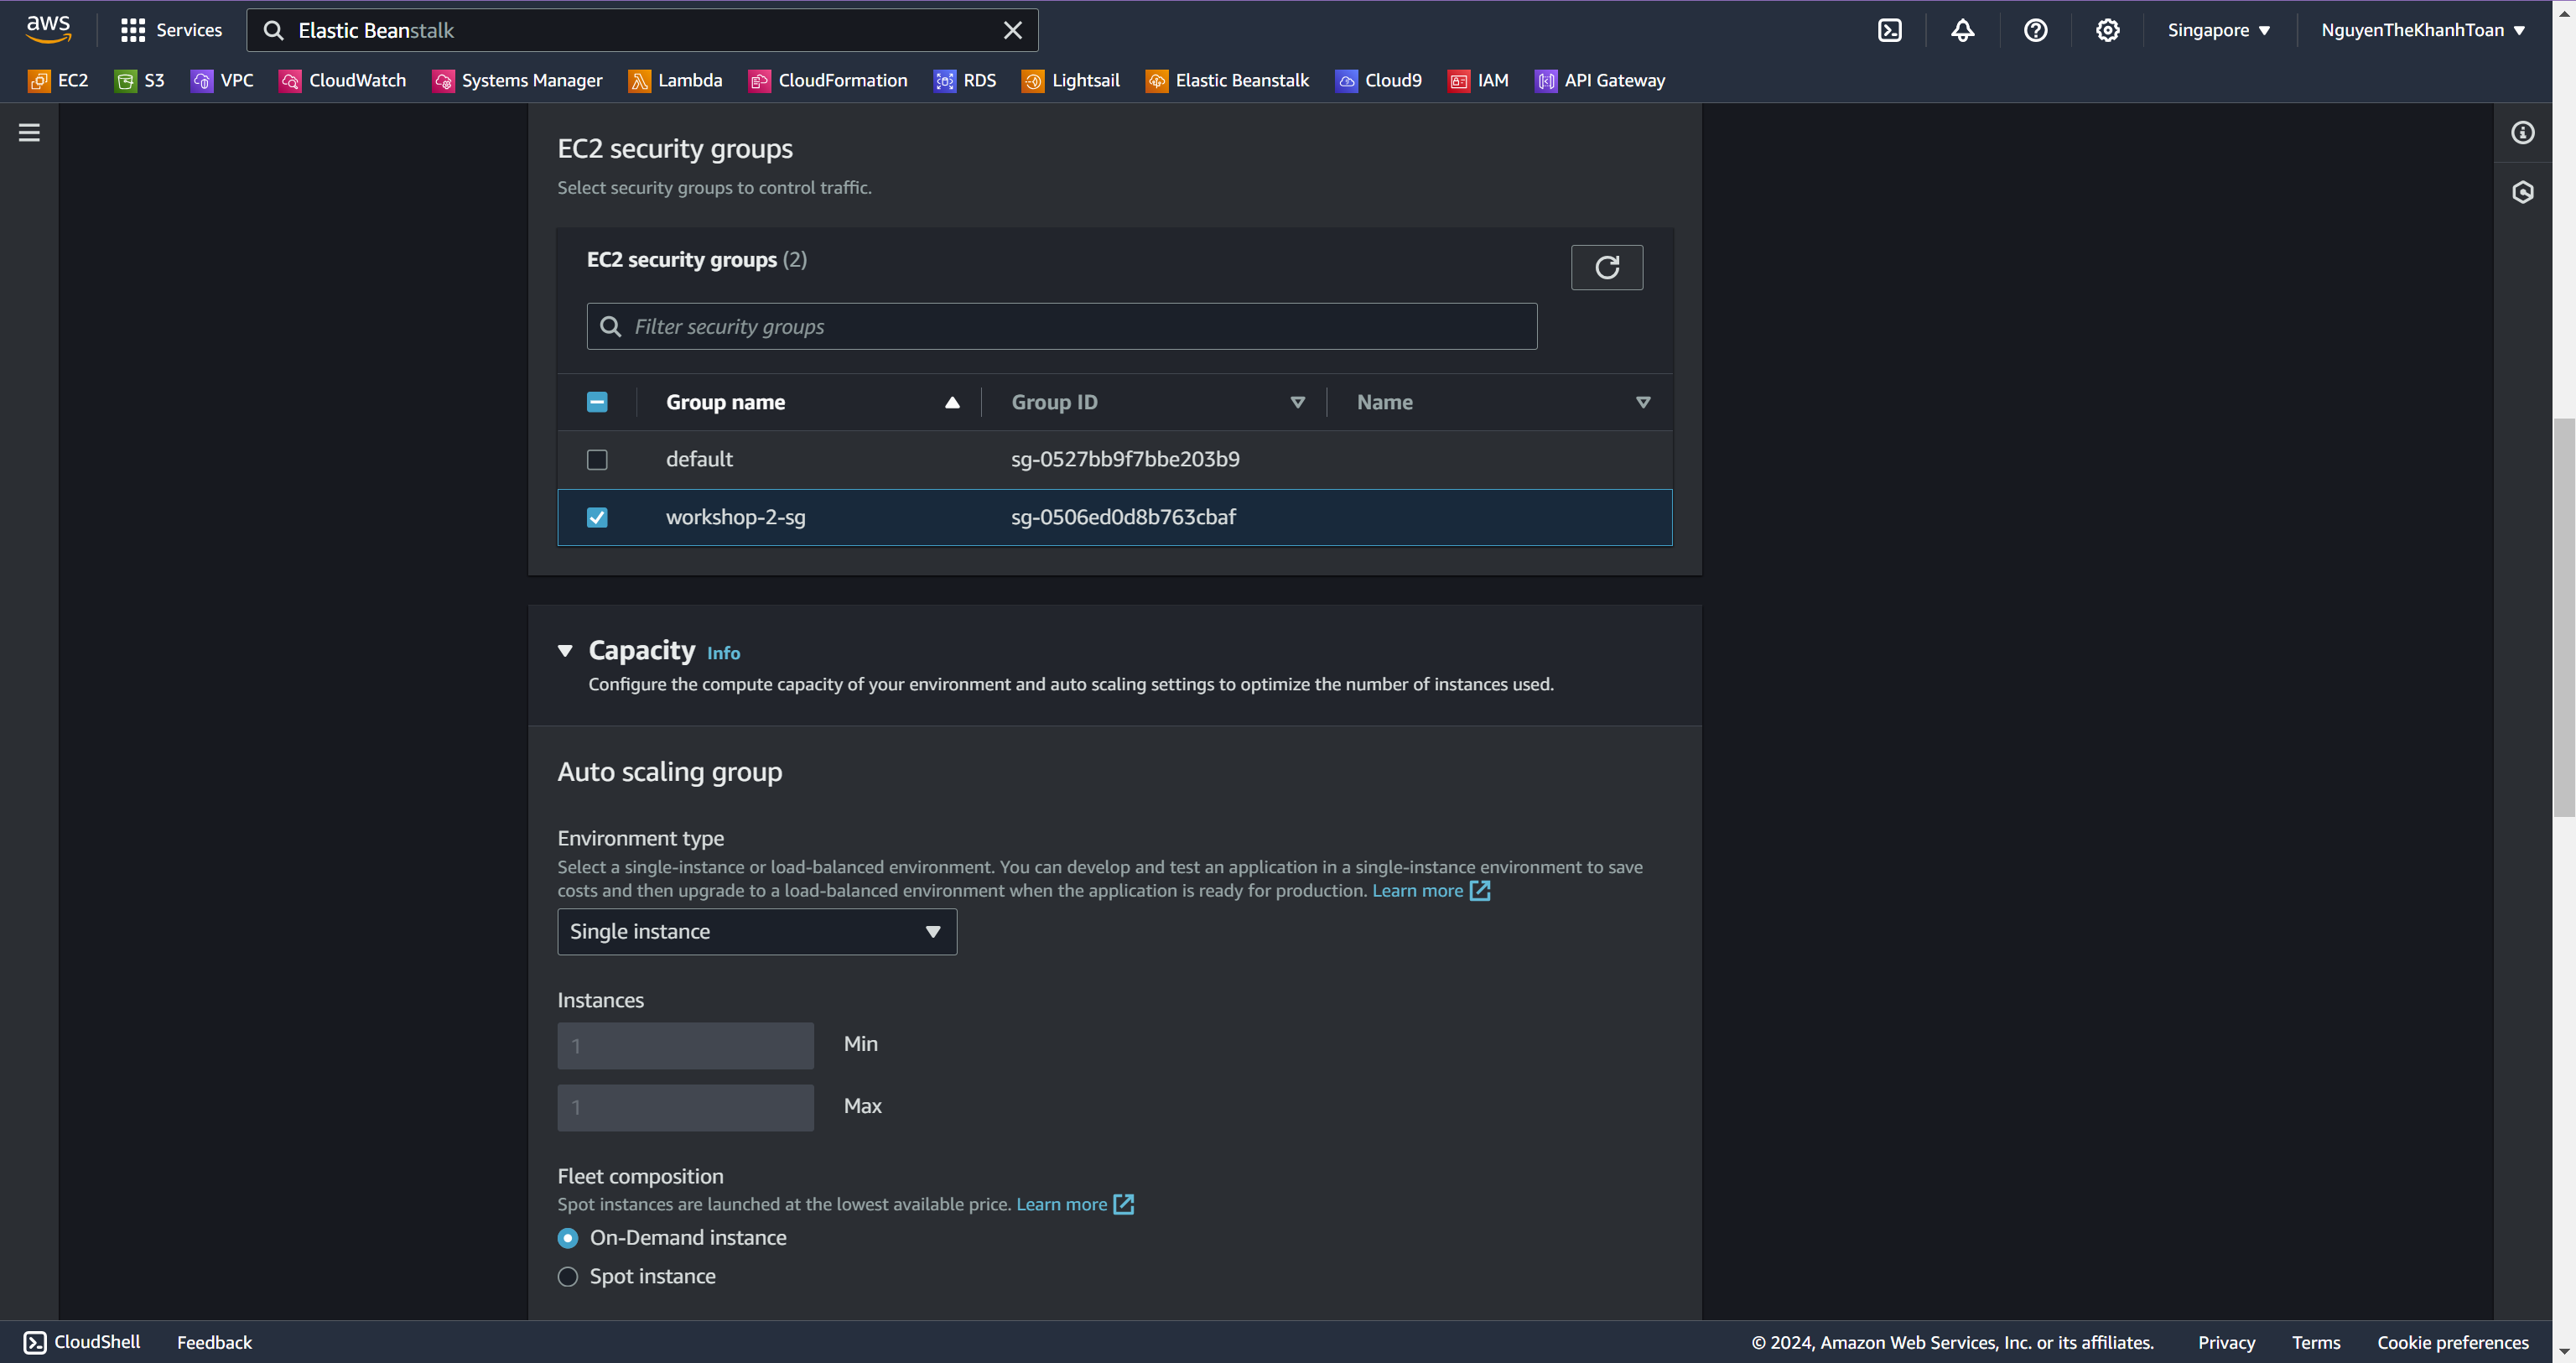 aws
Services
Elastic Beanstalk
Singapore
NguyenTheKhanhToan
EC2
S3
VPC
CloudWatch
Systems Manager
Lambda
CloudFormation
RDS
Lightsail
Elastic Beanstalk
Cloud9
IAM
API Gateway
EC2 security groups
Select security groups to control traffic.
EC2 security groups (2)
Filter security groups
Group name Group ID Name
default sg-0527bb9f7bbe203b9
workshop-2-sg sg-0506ed0d8b763cbaf
Capacity Info
Configure the compute capacity of your environment and auto scaling settings to optimize the number of instances used.
Auto scaling group
Environment type
Select a single-instance or load-balanced environment. You can develop and test an application in a single-instance environment to save
costs and then upgrade to a load-balanced environment when the application is ready for production. Learn more
Single instance
Instances
1 Min
1 Max
Fleet composition
Spot instances are launched at the lowest available price. Learn more
On-Demand instance
Spot instance
CloudShell
Feedback
© 2024, Amazon Web Services, Inc. or its affiliates.
Privacy
Terms
Cookie preferences